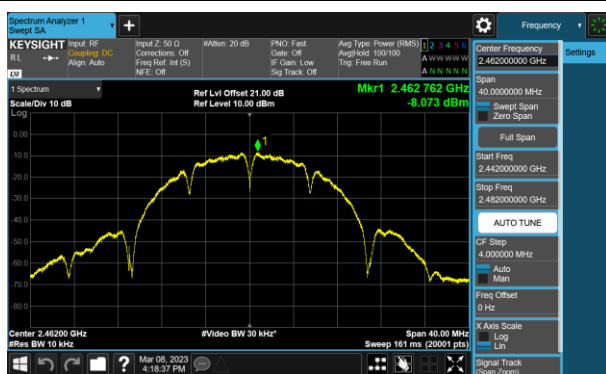 Spectrum Analyzer 1
Swept SA
+
Frequency
KEYSIGHT
R L
LNI
Input: RF
Coupling: DC
Align: Auto
Input Z: 50 Ω
Corrections: Off
Freq Ref: Int (S)
NFE: Off
#Atten: 20 dB
PNO: Fast
Gate: Off
IF Gain: Low
Sig Track: Off
Avg Type: Power (RMS)
Avg|Hold: 100/100
Trig: Free Run
1 2 3 4 5 6
A W W W W W
A N N N N N
Center Frequency
2.462000000 GHz
Settings
1 Spectrum
Scale/Div 10 dB
Log
Ref Lvl Offset 21.00 dB
Ref Level 10.00 dBm
Mkr1 2.462 762 GHz
-8.073 dBm
Span
40.0000000 MHz
Swept Span
Zero Span
Full Span
Start Freq
2.442000000 GHz
Stop Freq
2.482000000 GHz
AUTO TUNE
CF Step
4.000000 MHz
Auto
Man
Freq Offset
0 Hz
X Axis Scale
Log
Lin
Signal Track
(Span Zoom)
1
0.00
-10.0
-20.0
-30.0
-40.0
-50.0
-60.0
-70.0
-80.0
Center 2.46200 GHz
#Res BW 10 kHz
#Video BW 30 kHz*
Span 40.00 MHz
Sweep 161 ms (20001 pts)
?
Mar 08, 2023
4:18:37 PM